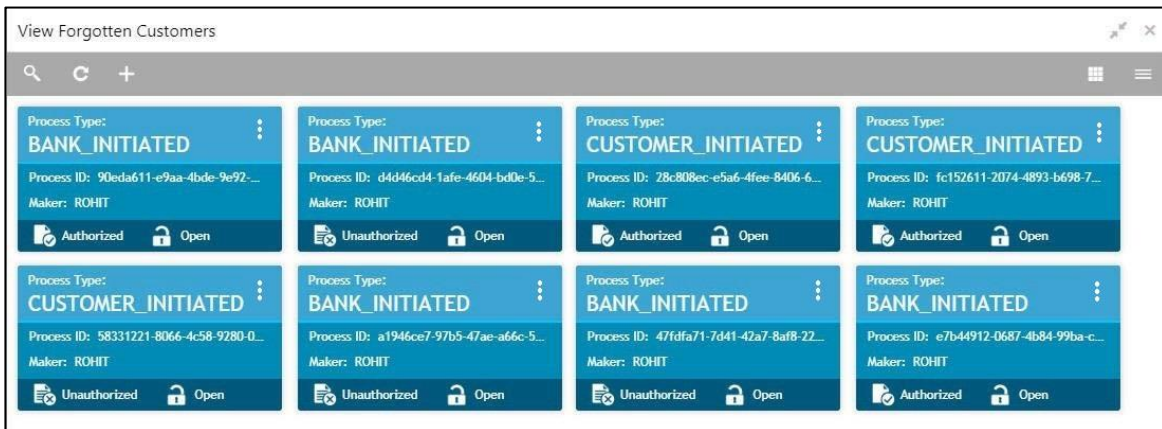 View Forgotten Customers
Process Type:
BANK_INITIATED
Process ID: 90eda611-e9aa-4bde-9e92-...
Maker: ROHIT
Authorized Open
Process Type:
BANK_INITIATED
Process ID: d4d46cd4-1afe-4604-bd0e-5...
Maker: ROHIT
Unauthorized Open
Process Type:
CUSTOMER_INITIATED
Process ID: 28c808ec-e5a6-4fee-8406-6...
Maker: ROHIT
Authorized Open
Process Type:
CUSTOMER_INITIATED
Process ID: fc152611-2074-4893-b698-7...
Maker: ROHIT
Authorized Open
Process Type:
CUSTOMER_INITIATED
Process ID: 58331221-8066-4c58-9280-0...
Maker: ROHIT
Unauthorized Open
Process Type:
BANK_INITIATED
Process ID: a1946ce7-97b5-47ae-a66c-5...
Maker: ROHIT
Unauthorized Open
Process Type:
BANK_INITIATED
Process ID: 47fdfa71-7d41-42a7-8af8-22...
Maker: ROHIT
Unauthorized Open
Process Type:
BANK_INITIATED
Process ID: e7b44912-0687-4b84-99ba-c...
Maker: ROHIT
Authorized Open